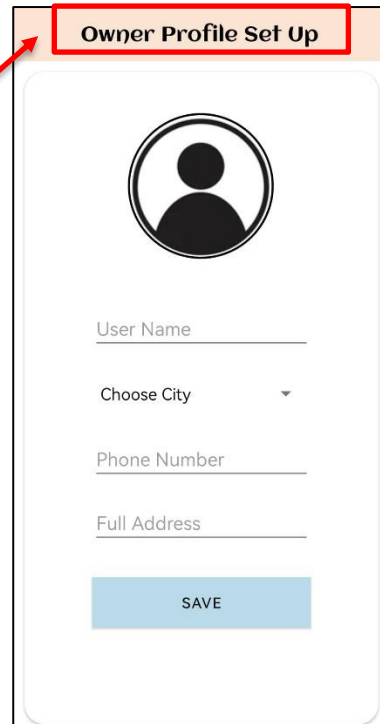 Owner Profile Set Up
User Name
Choose City
Phone Number
Full Address
SAVE